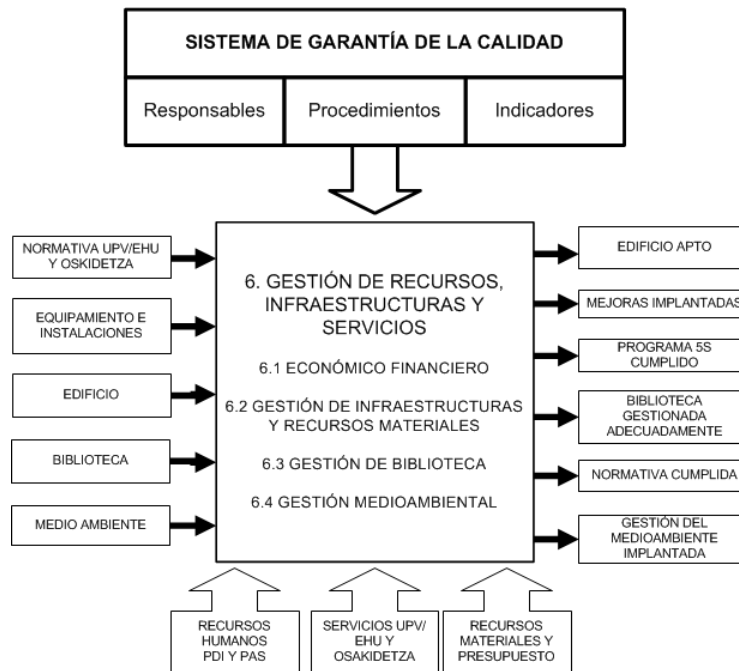 SISTEMA DE GARANTÍA DE LA CALIDAD
Responsables
Procedimientos
Indicadores
NORMATIVA UPV/EHU
Y OSKIDETZA
EQUIPAMIENTO E
INSTALACIONES
EDIFICIO
BIBLIOTECA
MEDIO AMBIENTE
6. GESTIÓN DE RECURSOS,
INFRAESTRUCTURAS Y
SERVICIOS
6.1 ECONÓMICO FINANCIERO
6.2 GESTIÓN DE INFRAESTRUCTURAS
Y RECURSOS MATERIALES
6.3 GESTIÓN DE BIBLIOTECA
6.4 GESTIÓN MEDIOAMBIENTAL
EDIFICIO APTO
MEJORAS IMPLANTADAS
PROGRAMA 5S
CUMPLIDO
BIBLIOTECA
GESTIONADA
ADECUADAMENTE
NORMATIVA CUMPLIDA
GESTIÓN DEL
MEDIOAMBIENTE
IMPLANTADA
RECURSOS
HUMANOS
PDI Y PAS
SERVICIOS UPV/
EHU Y
OSAKIDETZA
RECURSOS
MATERIALES Y
PRESUPUESTO